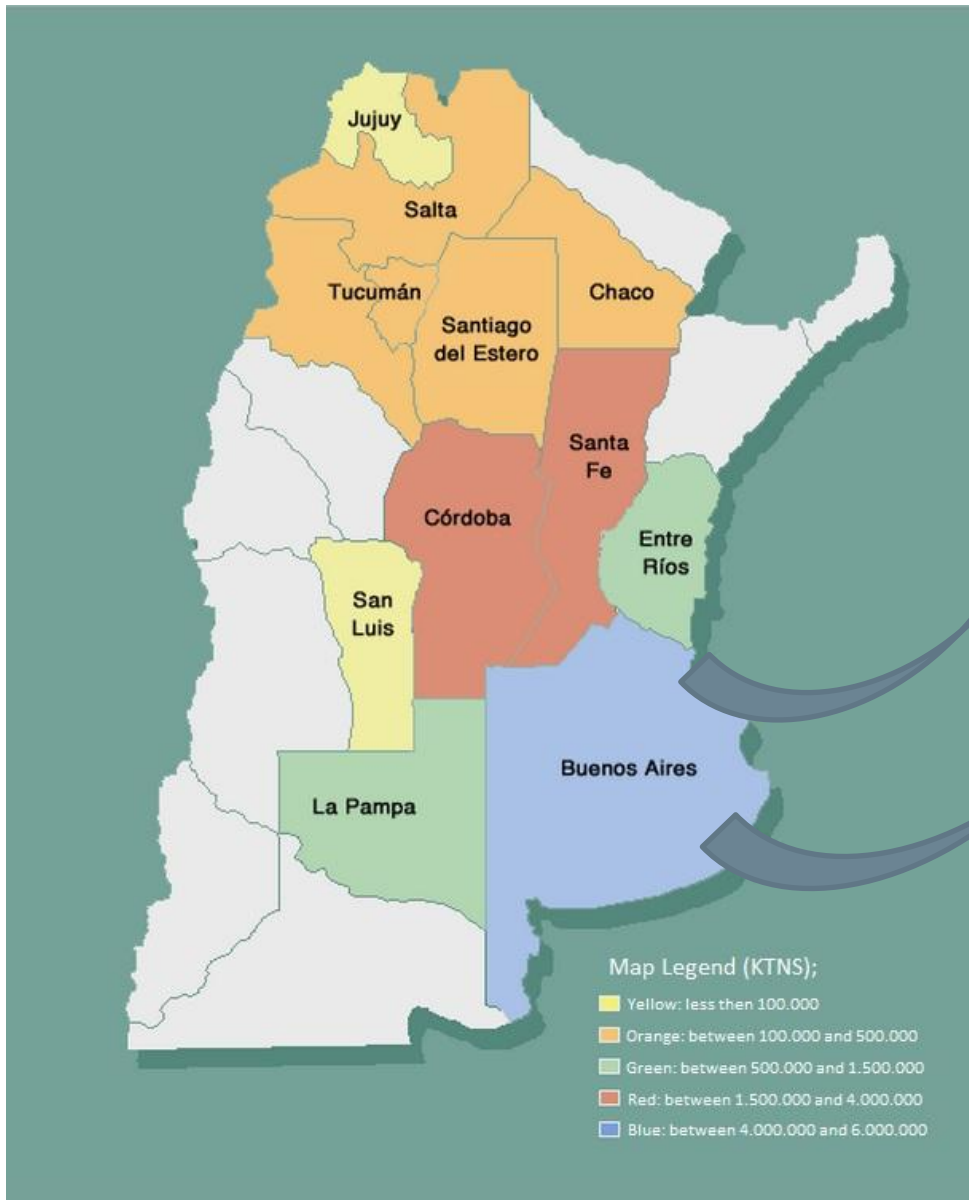 Jujuy
Salta
Tucumán
Chaco
Santiago
del Estero
Santa
Fe
Córdoba
Entre
Ríos
San
Luis
Buenos Aires
La Pampa
Map Legend (KTNS);
Yellow: less then 100.000
Orange: between 100.000 and 500.000
Green: between 500.000 and 1.500.000
Red: between 1.500.000 and 4.000.000
Blue: between 4.000.000 and 6.000.000